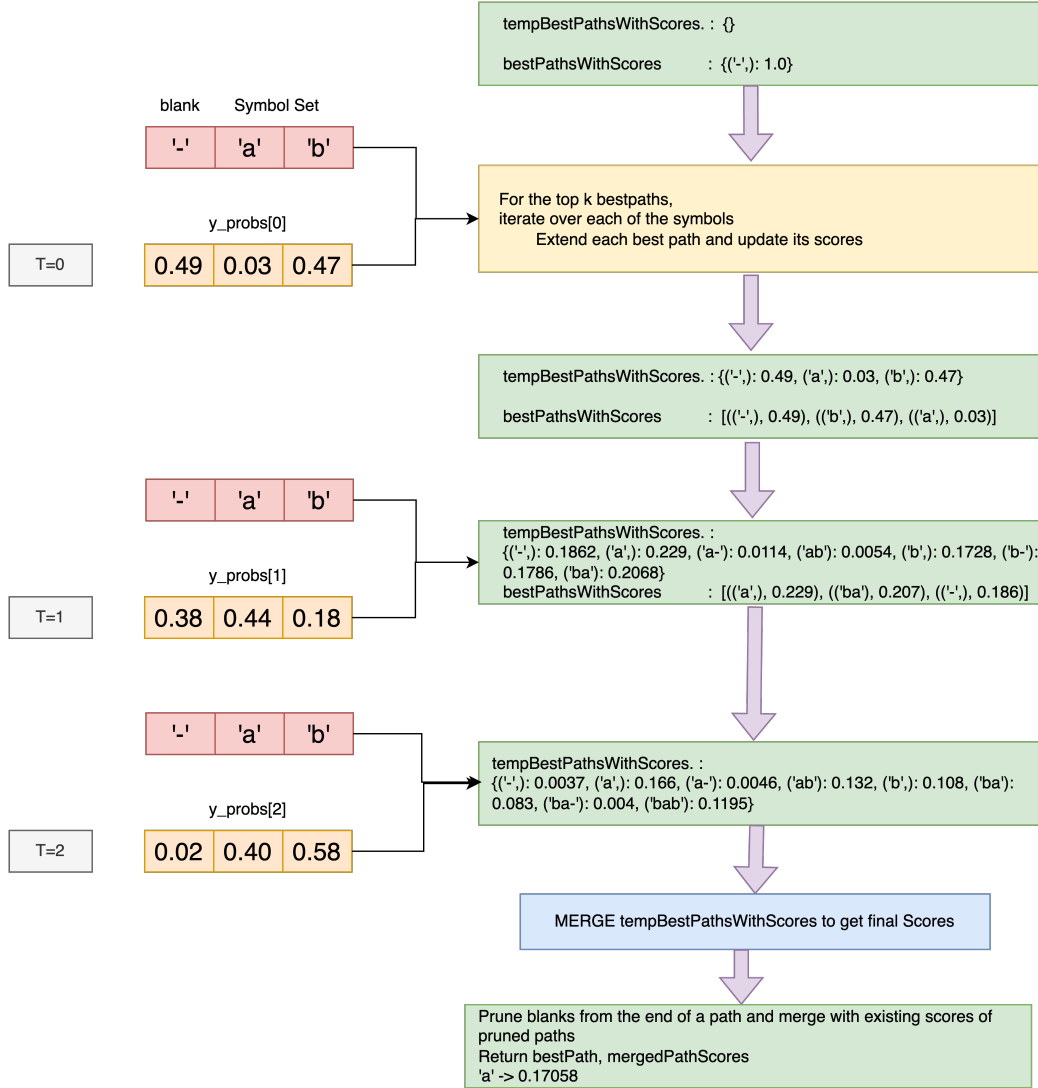 tempBestPathsWithScores. : {}
bestPathsWithScores : {('-',): 1.0}
blank Symbol Set
'-' 'a' 'b'
For the top k bestpaths,
iterate over each of the symbols
Extend each best path and update its scores
y_probs[0]
T=0 0.49 0.03 0.47
tempBestPathsWithScores. : {('-',): 0.49, ('a',): 0.03, ('b',): 0.47}
bestPathsWithScores : [(('-',), 0.49), (('b',), 0.47), (('a',), 0.03)]
'-' 'a' 'b'
tempBestPathsWithScores. :
{('-',): 0.1862, ('a',): 0.229, ('a-'): 0.0114, ('ab'): 0.0054, ('b',): 0.1728, ('b-'):
0.1786, ('ba'): 0.2068}
bestPathsWithScores : [(('a',), 0.229), (('ba'), 0.207), (('-',), 0.186)]
y_probs[1]
T=1 0.38 0.44 0.18
'-' 'a' 'b'
tempBestPathsWithScores. :
{('-',): 0.0037, ('a',): 0.166, ('a-'): 0.0046, ('ab'): 0.132, ('b',): 0.108, ('ba'):
0.083, ('ba-'): 0.004, ('bab'): 0.1195}
y_probs[2]
T=2 0.02 0.40 0.58
MERGE tempBestPathsWithScores to get final Scores
Prune blanks from the end of a path and merge with existing scores of
pruned paths
Return bestPath, mergedPathScores
'a' -> 0.17058